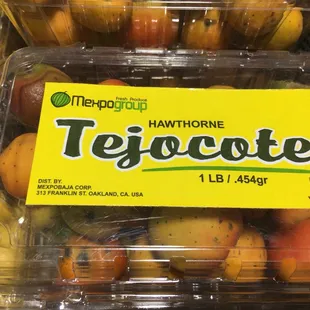 Fresh Produce
Mexpogroup
HAWTHORNE
Tejocote
1 LB / .454gr
DIST. BY:
MEXPOBAJA CORP.
313 FRANKLIN ST. OAKLAND, CA. USA